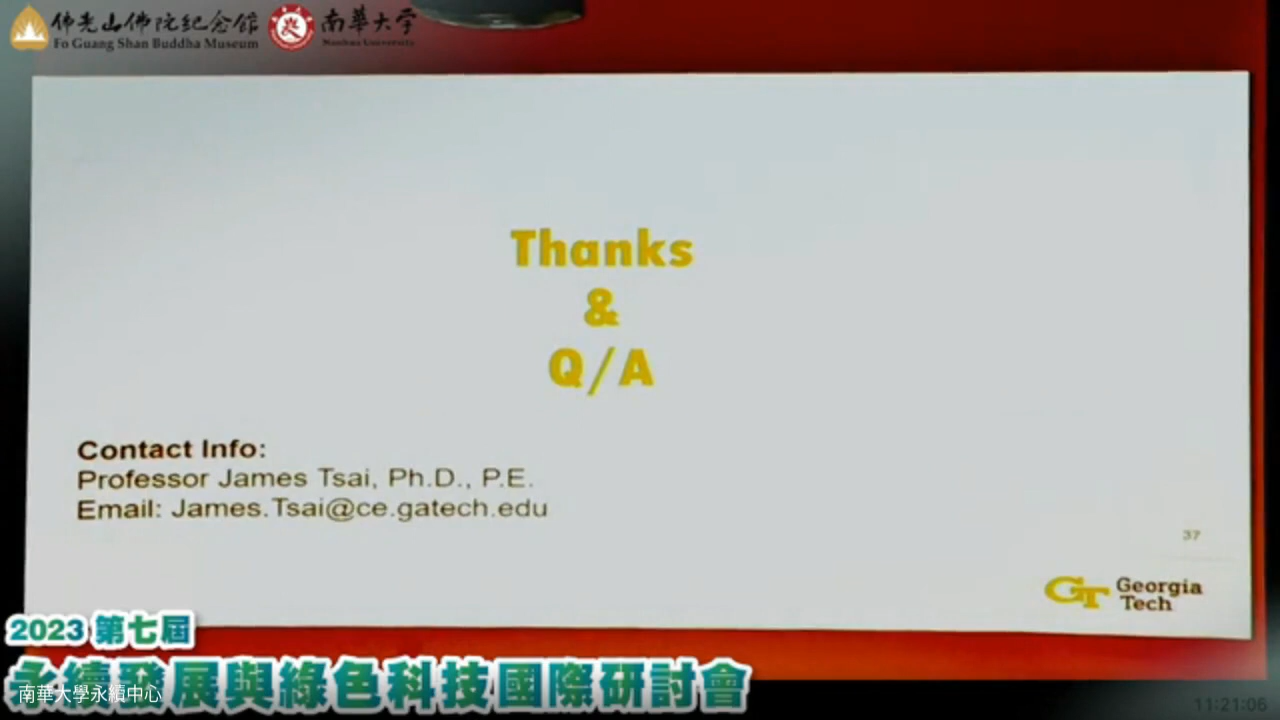 佛光山佛陀紀念館
Fo Guang Shan Buddha Museum
南華大學
Nanhua University
Thanks
&
Q/A
Contact Info:
Professor James Tsai, Ph.D., P.E.
Email: James.Tsai@ce.gatech.edu
37
GT Georgia
Tech
2023 第七屆
永續發展與綠色科技國際研討會
南華大學永續中心
11:21:06